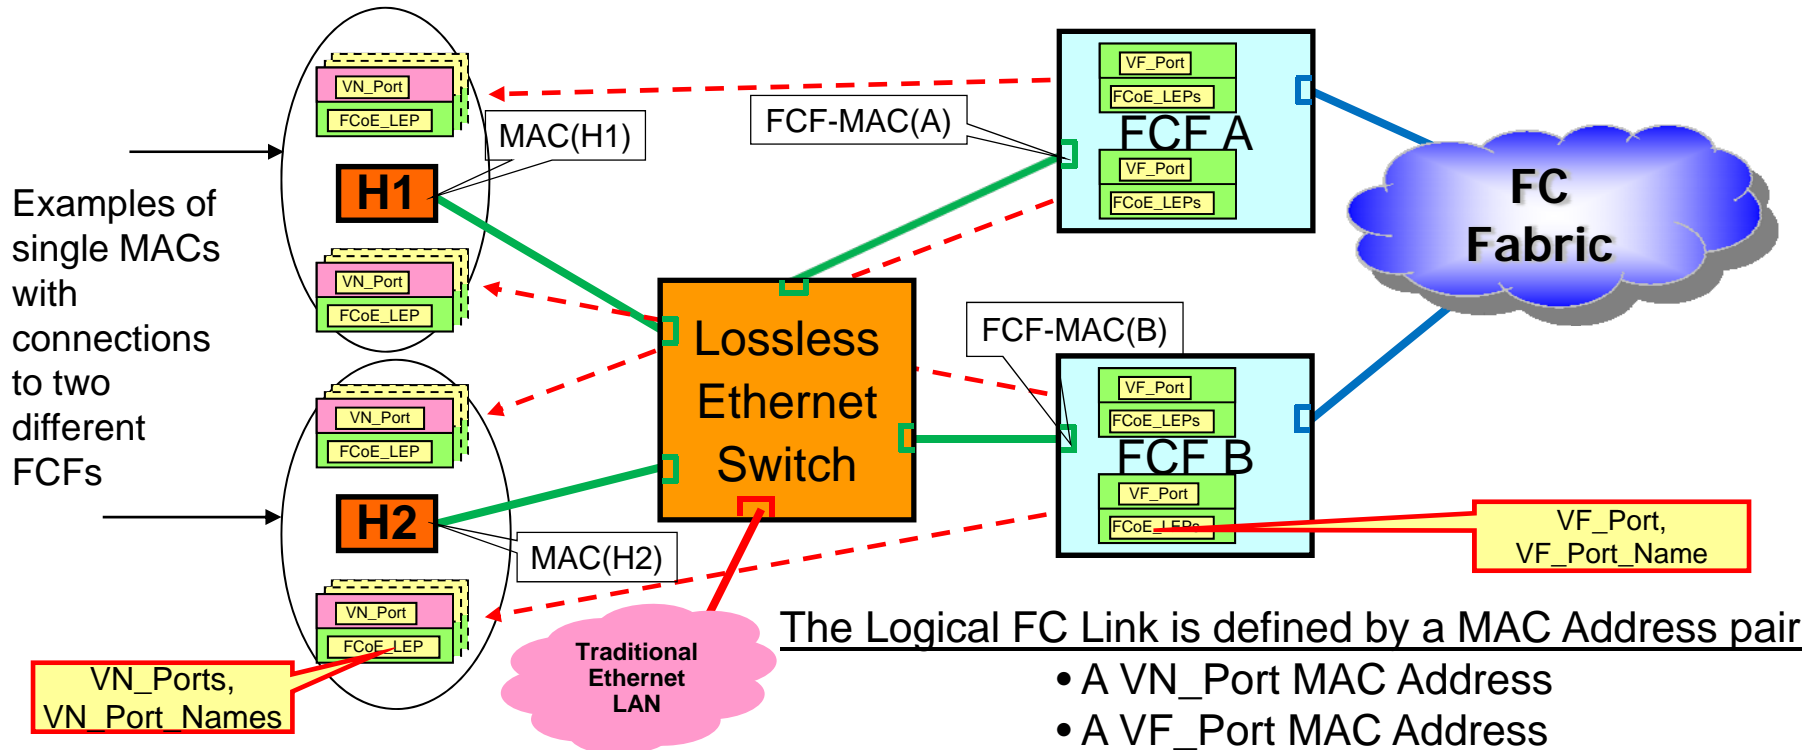 VN_Port
FCoE_LEP
MAC(H1)
H1
VN_Port
FCoE_LEP
Examples of
single MACs
with
connections
to two
different
FCFs
VN_Port
FCoE_LEP
H2
MAC(H2)
VN_Port
FCoE_LEP
VN_Ports,
VN_Port_Names
Lossless
Ethernet
Switch
Traditional
Ethernet
LAN
FCF-MAC(A)
VF_Port
FCoE_LEPs
FCF A
VF_Port
FCoE_LEPs
FCF-MAC(B)
VF_Port
FCoE_LEPs
FCF B
VF_Port
FCoE_LEPs
FC
Fabric
VF_Port,
VF_Port_Name
The Logical FC Link is defined by a MAC Address pair
• A VN_Port MAC Address
• A VF_Port MAC Address